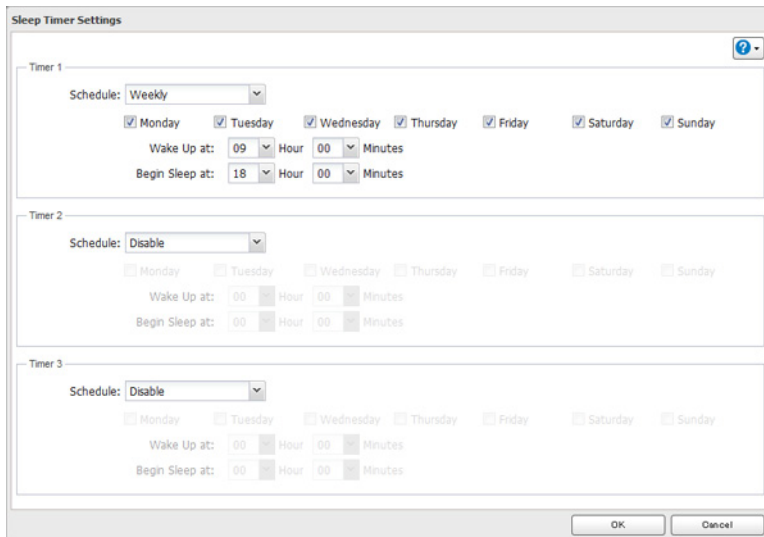 Sleep Timer Settings
?
Timer 1
Schedule: Weekly
Monday Tuesday Wednesday Thursday Friday Saturday Sunday
Wake Up at: 09 Hour 00 Minutes
Begin Sleep at: 18 Hour 00 Minutes
Timer 2
Schedule: Disable
Monday Tuesday Wednesday Thursday Friday Saturday Sunday
Wake Up at: 00 Hour 00 Minutes
Begin Sleep at: 00 Hour 00 Minutes
Timer 3
Schedule: Disable
Monday Tuesday Wednesday Thursday Friday Saturday Sunday
Wake Up at: 00 Hour 00 Minutes
Begin Sleep at: 00 Hour 00 Minutes
OK Cancel